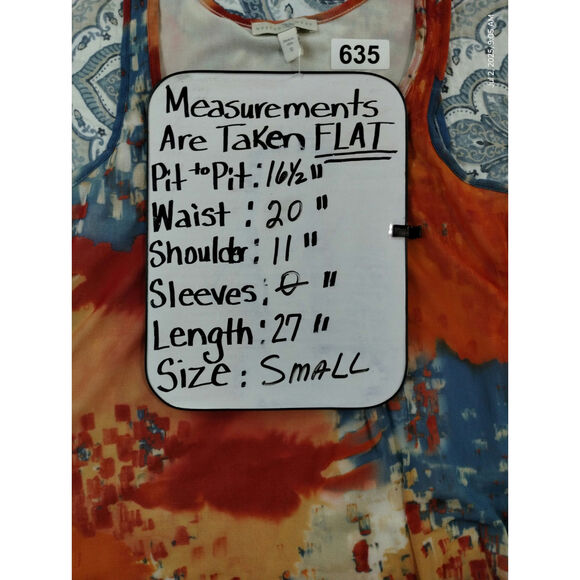 635
Measurements
Are Taken FLAT
Pit to Pit: 16½"
Waist: 20"
Shoulder: 11"
Sleeves: 0"
Length: 27"
Size: SMALL